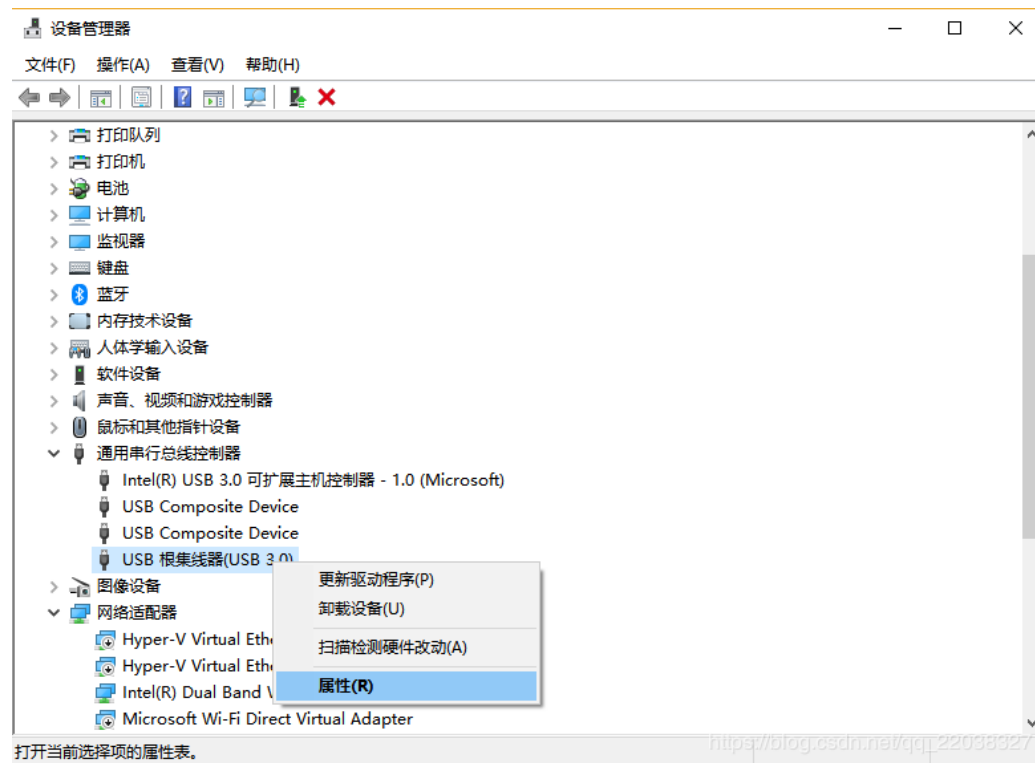 设备管理器
文件(F) 操作(A) 查看(V) 帮助(H)
打印队列
打印机
电池
计算机
监视器
键盘
蓝牙
内存技术设备
人体学输入设备
软件设备
声音、视频和游戏控制器
鼠标和其他指针设备
通用串行总线控制器
Intel(R) USB 3.0 可扩展主机控制器 - 1.0 (Microsoft)
USB Composite Device
USB Composite Device
USB 根集线器(USB 3.0)
更新驱动程序(P)
图像设备
卸载设备(U)
网络适配器
Hyper-V Virtual
扫描检测硬件改动(A)
Hyper-V Virtual
属性(R)
Intel(R) Dual Band
Microsoft Wi-Fi Direct Virtual Adapter
打开当前选择项的属性表。
https://blog.csdn.net/qq_22038327